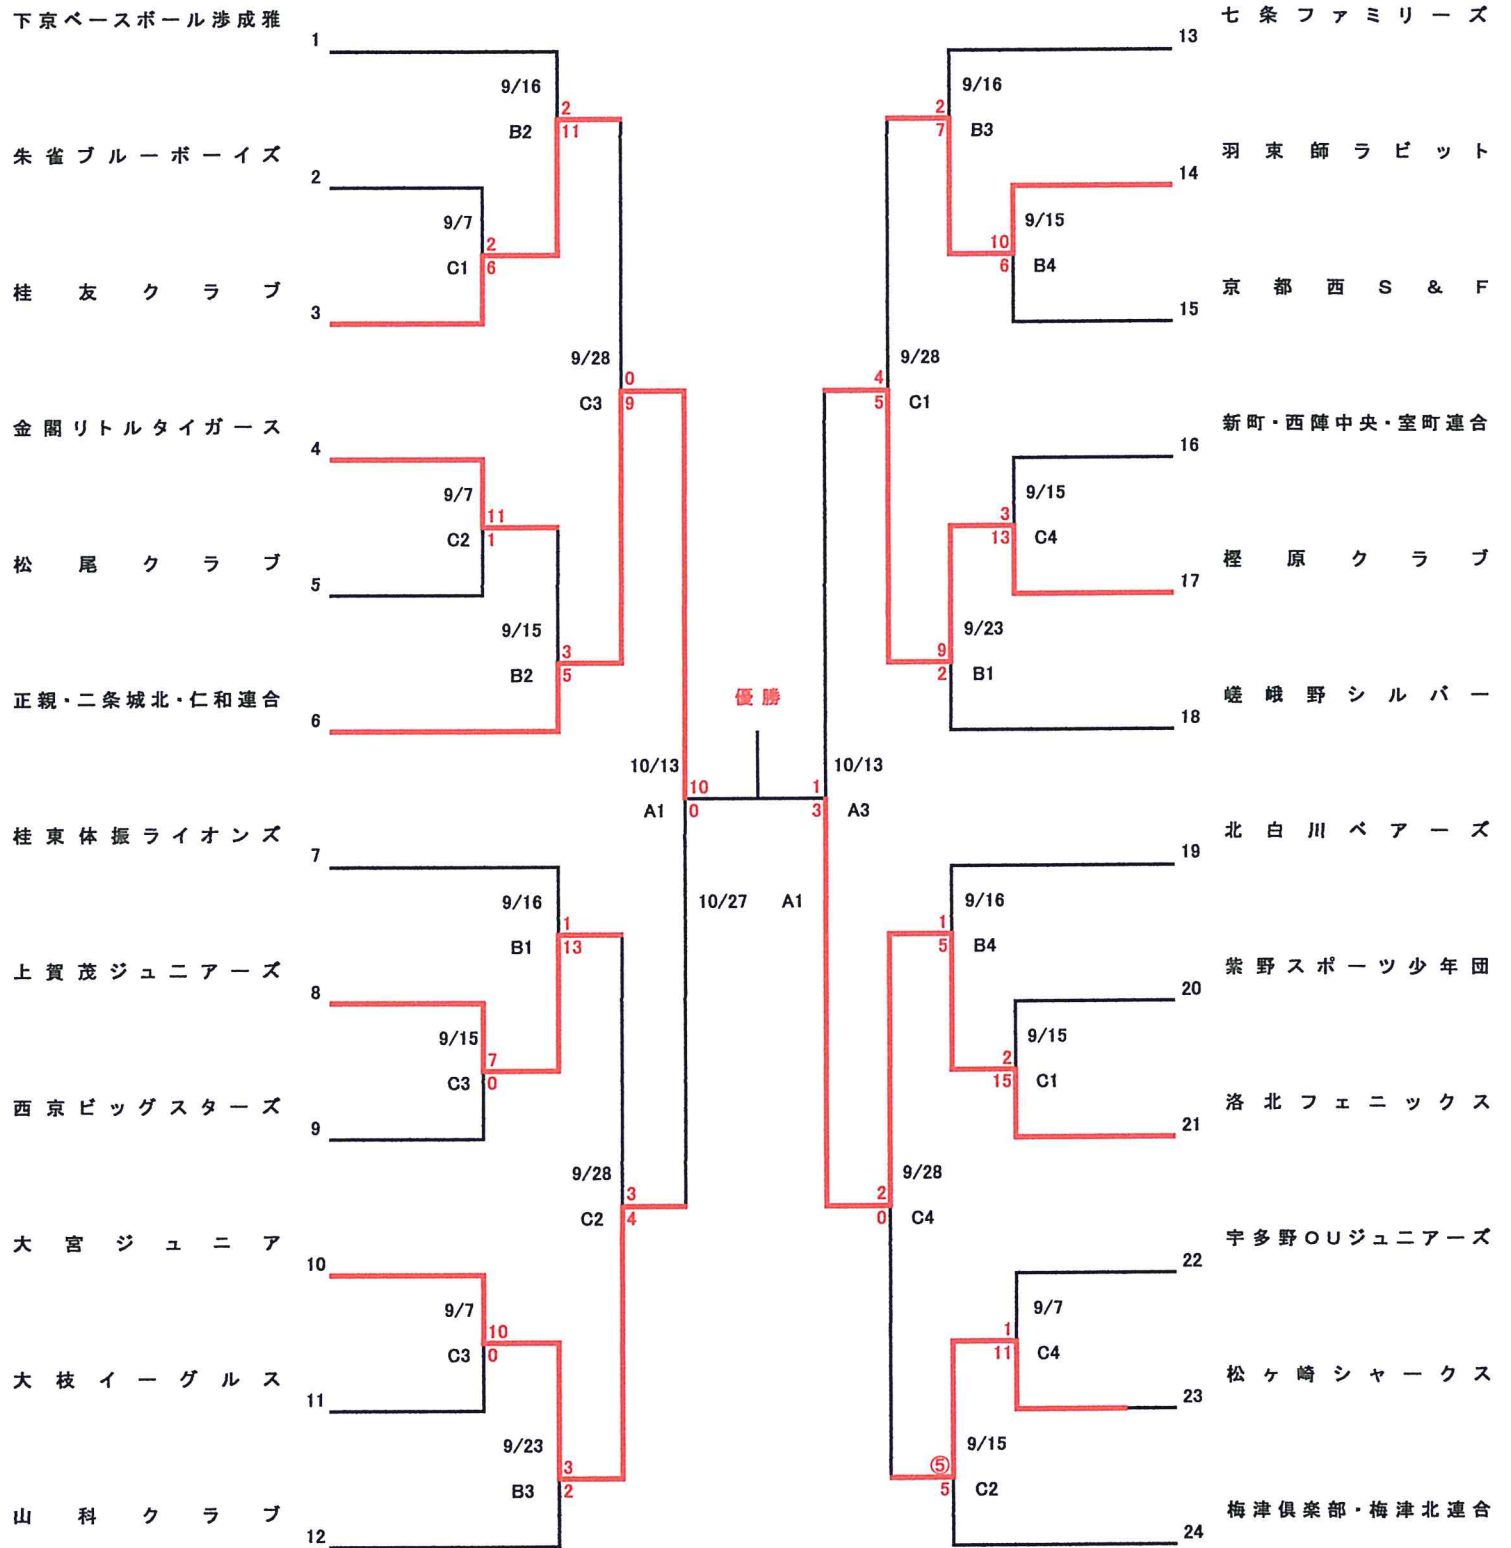 下京ベースボール渉成雅
1
9/16
2
B2
11
朱雀ブルーボーイズ
2
9/7
2
C1
6
桂友クラブ
3
9/28
0
C3
9
金閣リトルタイガース
4
9/7
11
C2
1
松尾クラブ
5
9/15
3
B2
5
正親・二条城北・仁和連合
6
10/13
10
A1
0
桂東体振ライオンズ
7
9/16
1
B1
13
上賀茂ジュニアーズ
8
9/15
7
C3
0
西京ビッグスターズ
9
9/28
3
C2
4
大宮ジュニア
10
9/7
10
C3
0
大枝イーグルス
11
9/23
3
B3
2
山科クラブ
12
優勝
10/27 A1
七条ファミリーズ
13
9/16
2
7
B3
羽束師ラビット
14
9/15
10
6
B4
京都西S&F
15
9/28
4
5
C1
新町・西陣中央・室町連合
16
9/15
3
13
C4
樫原クラブ
17
9/23
9
2
B1
嵯峨野シルバー
18
10/13
1
3
A3
北白川ベアーズ
19
9/16
1
5
B4
紫野スポーツ少年団
20
9/15
2
15
C1
洛北フェニックス
21
9/28
2
0
C4
宇多野OUジュニアーズ
22
9/7
1
11
C4
松ヶ崎シャークス
23
9/15
⑤
5
C2
梅津倶楽部・梅津北連合
24